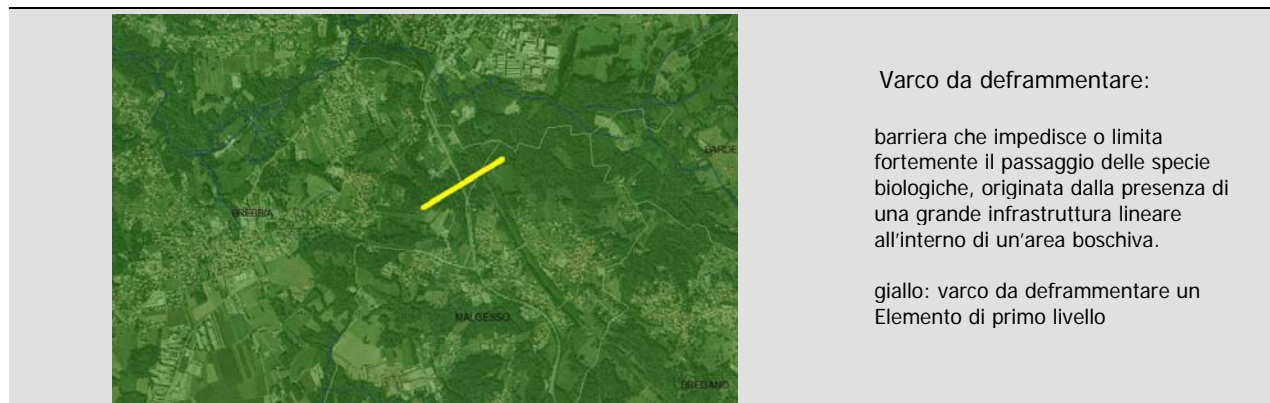 Varco da deframmentare:
barriera che impedisce o limita
fortemente il passaggio delle specie
biologiche, originata dalla presenza di
una grande infrastruttura lineare
all'interno di un'area boschiva.
giallo: varco da deframmentare un
Elemento di primo livello
BARDE
BREBBIA
MALGESSO
BREGANO